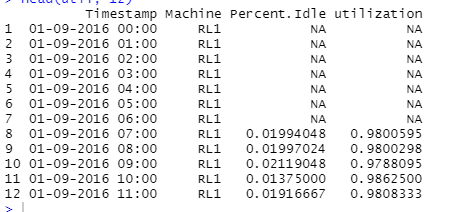 > head(util, 12)
Timestamp Machine Percent.Idle utilization
1 01-09-2016 00:00 RL1 NA NA
2 01-09-2016 01:00 RL1 NA NA
3 01-09-2016 02:00 RL1 NA NA
4 01-09-2016 03:00 RL1 NA NA
5 01-09-2016 04:00 RL1 NA NA
6 01-09-2016 05:00 RL1 NA NA
7 01-09-2016 06:00 RL1 NA NA
8 01-09-2016 07:00 RL1 0.01994048 0.9800595
9 01-09-2016 08:00 RL1 0.01997024 0.9800298
10 01-09-2016 09:00 RL1 0.02119048 0.9788095
11 01-09-2016 10:00 RL1 0.01375000 0.9862500
12 01-09-2016 11:00 RL1 0.01916667 0.9808333
>